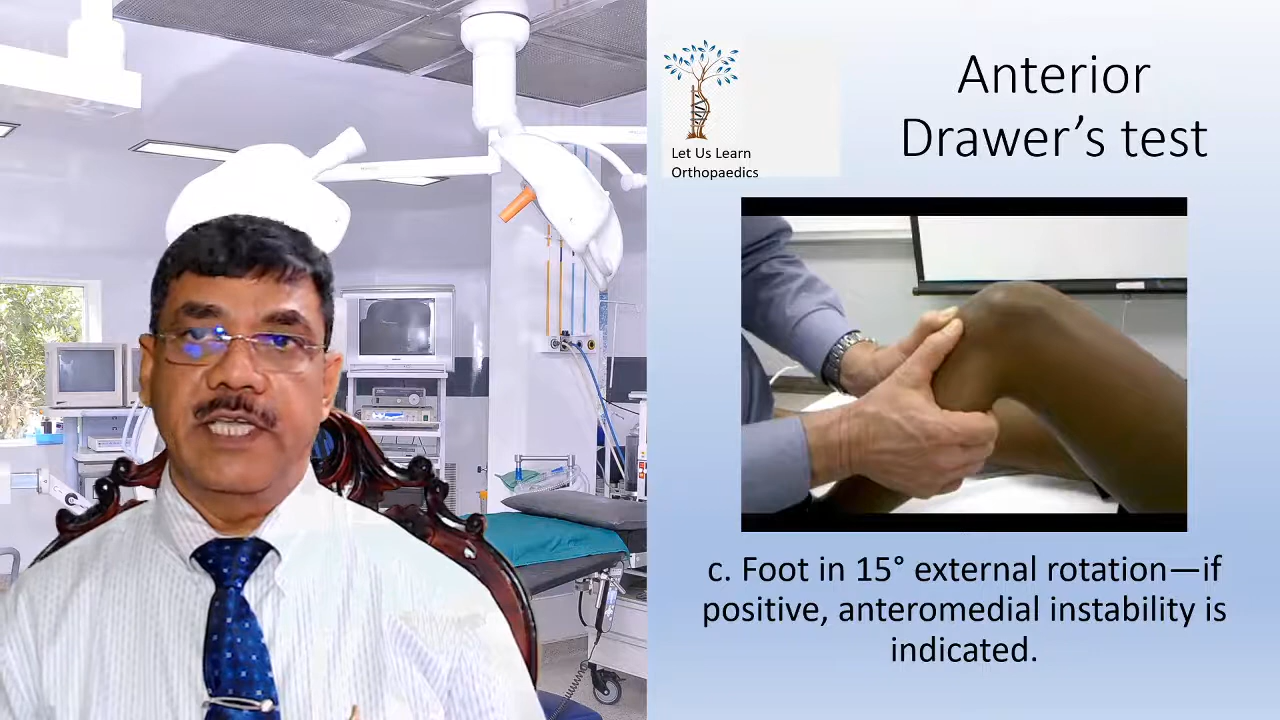 Let Us Learn
Orthopaedics
Anterior
Drawer’s test
c. Foot in 15° external rotation—if
positive, anteromedial instability is
indicated.